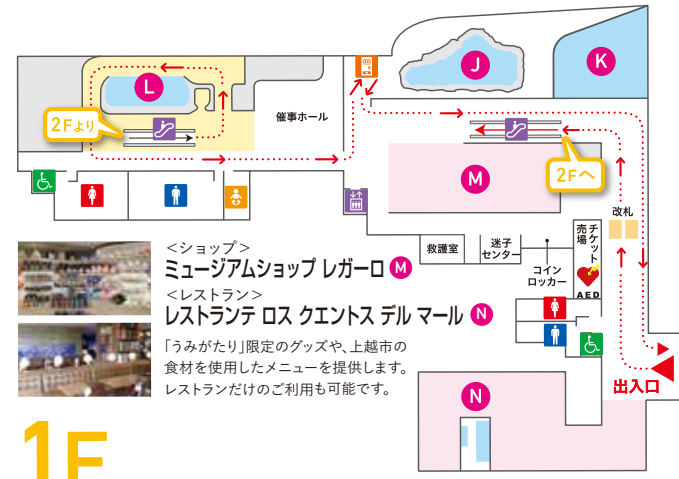 J
K
L
2Fより
催事ホール
M
2Fへ
改札
チケット
売場
救護室
迷子
センター
コイン
ロッカー
AED
<ショップ>
ミュージアムショップ レガーロ M
<レストラン>
レストランテ ロス クエントス デル マール N
「うみがたり」限定のグッズや、上越市の
食材を使用したメニューを提供します。
レストランだけのご利用も可能です。
出入口
N
1F